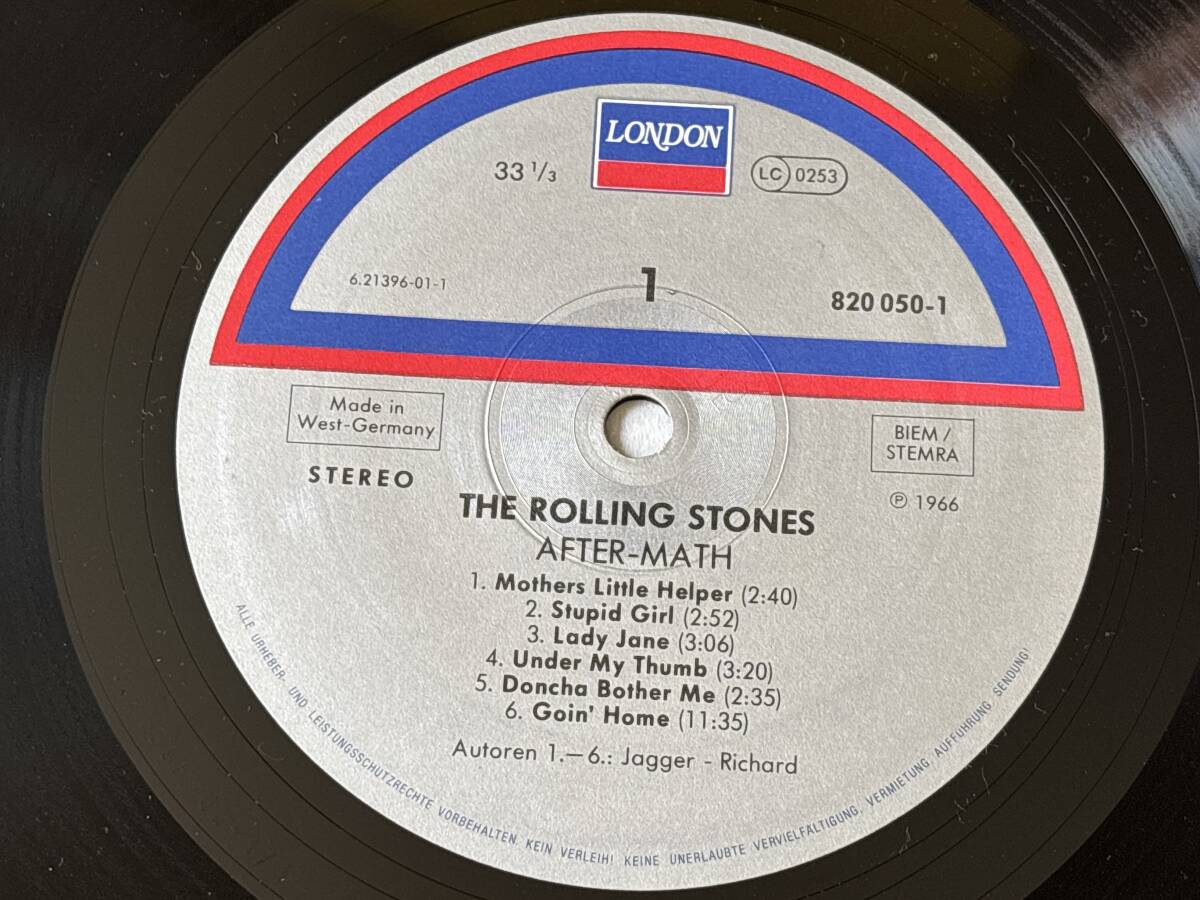 LONDON
33 1/3
LC 0253
6.21396-01-1
1
820 050-1
Made in
West-Germany
BIEM /
STEMRA
STEREO
℗ 1966
THE ROLLING STONES
AFTER-MATH
1. Mothers Little Helper (2:40)
2. Stupid Girl (2:52)
3. Lady Jane (3:06)
4. Under My Thumb (3:20)
5. Doncha Bother Me (2:35)
6. Goin' Home (11:35)
Autoren 1.–6.: Jagger - Richard
ALLE URHEBER- UND LEISTUNGSSCHUTZRECHTE VORBEHALTEN. KEIN VERLEIH! KEINE UNERLAUBTE VERVIELFÄLTIGUNG, VERMIETUNG, AUFFÜHRUNG, SENDUNG!